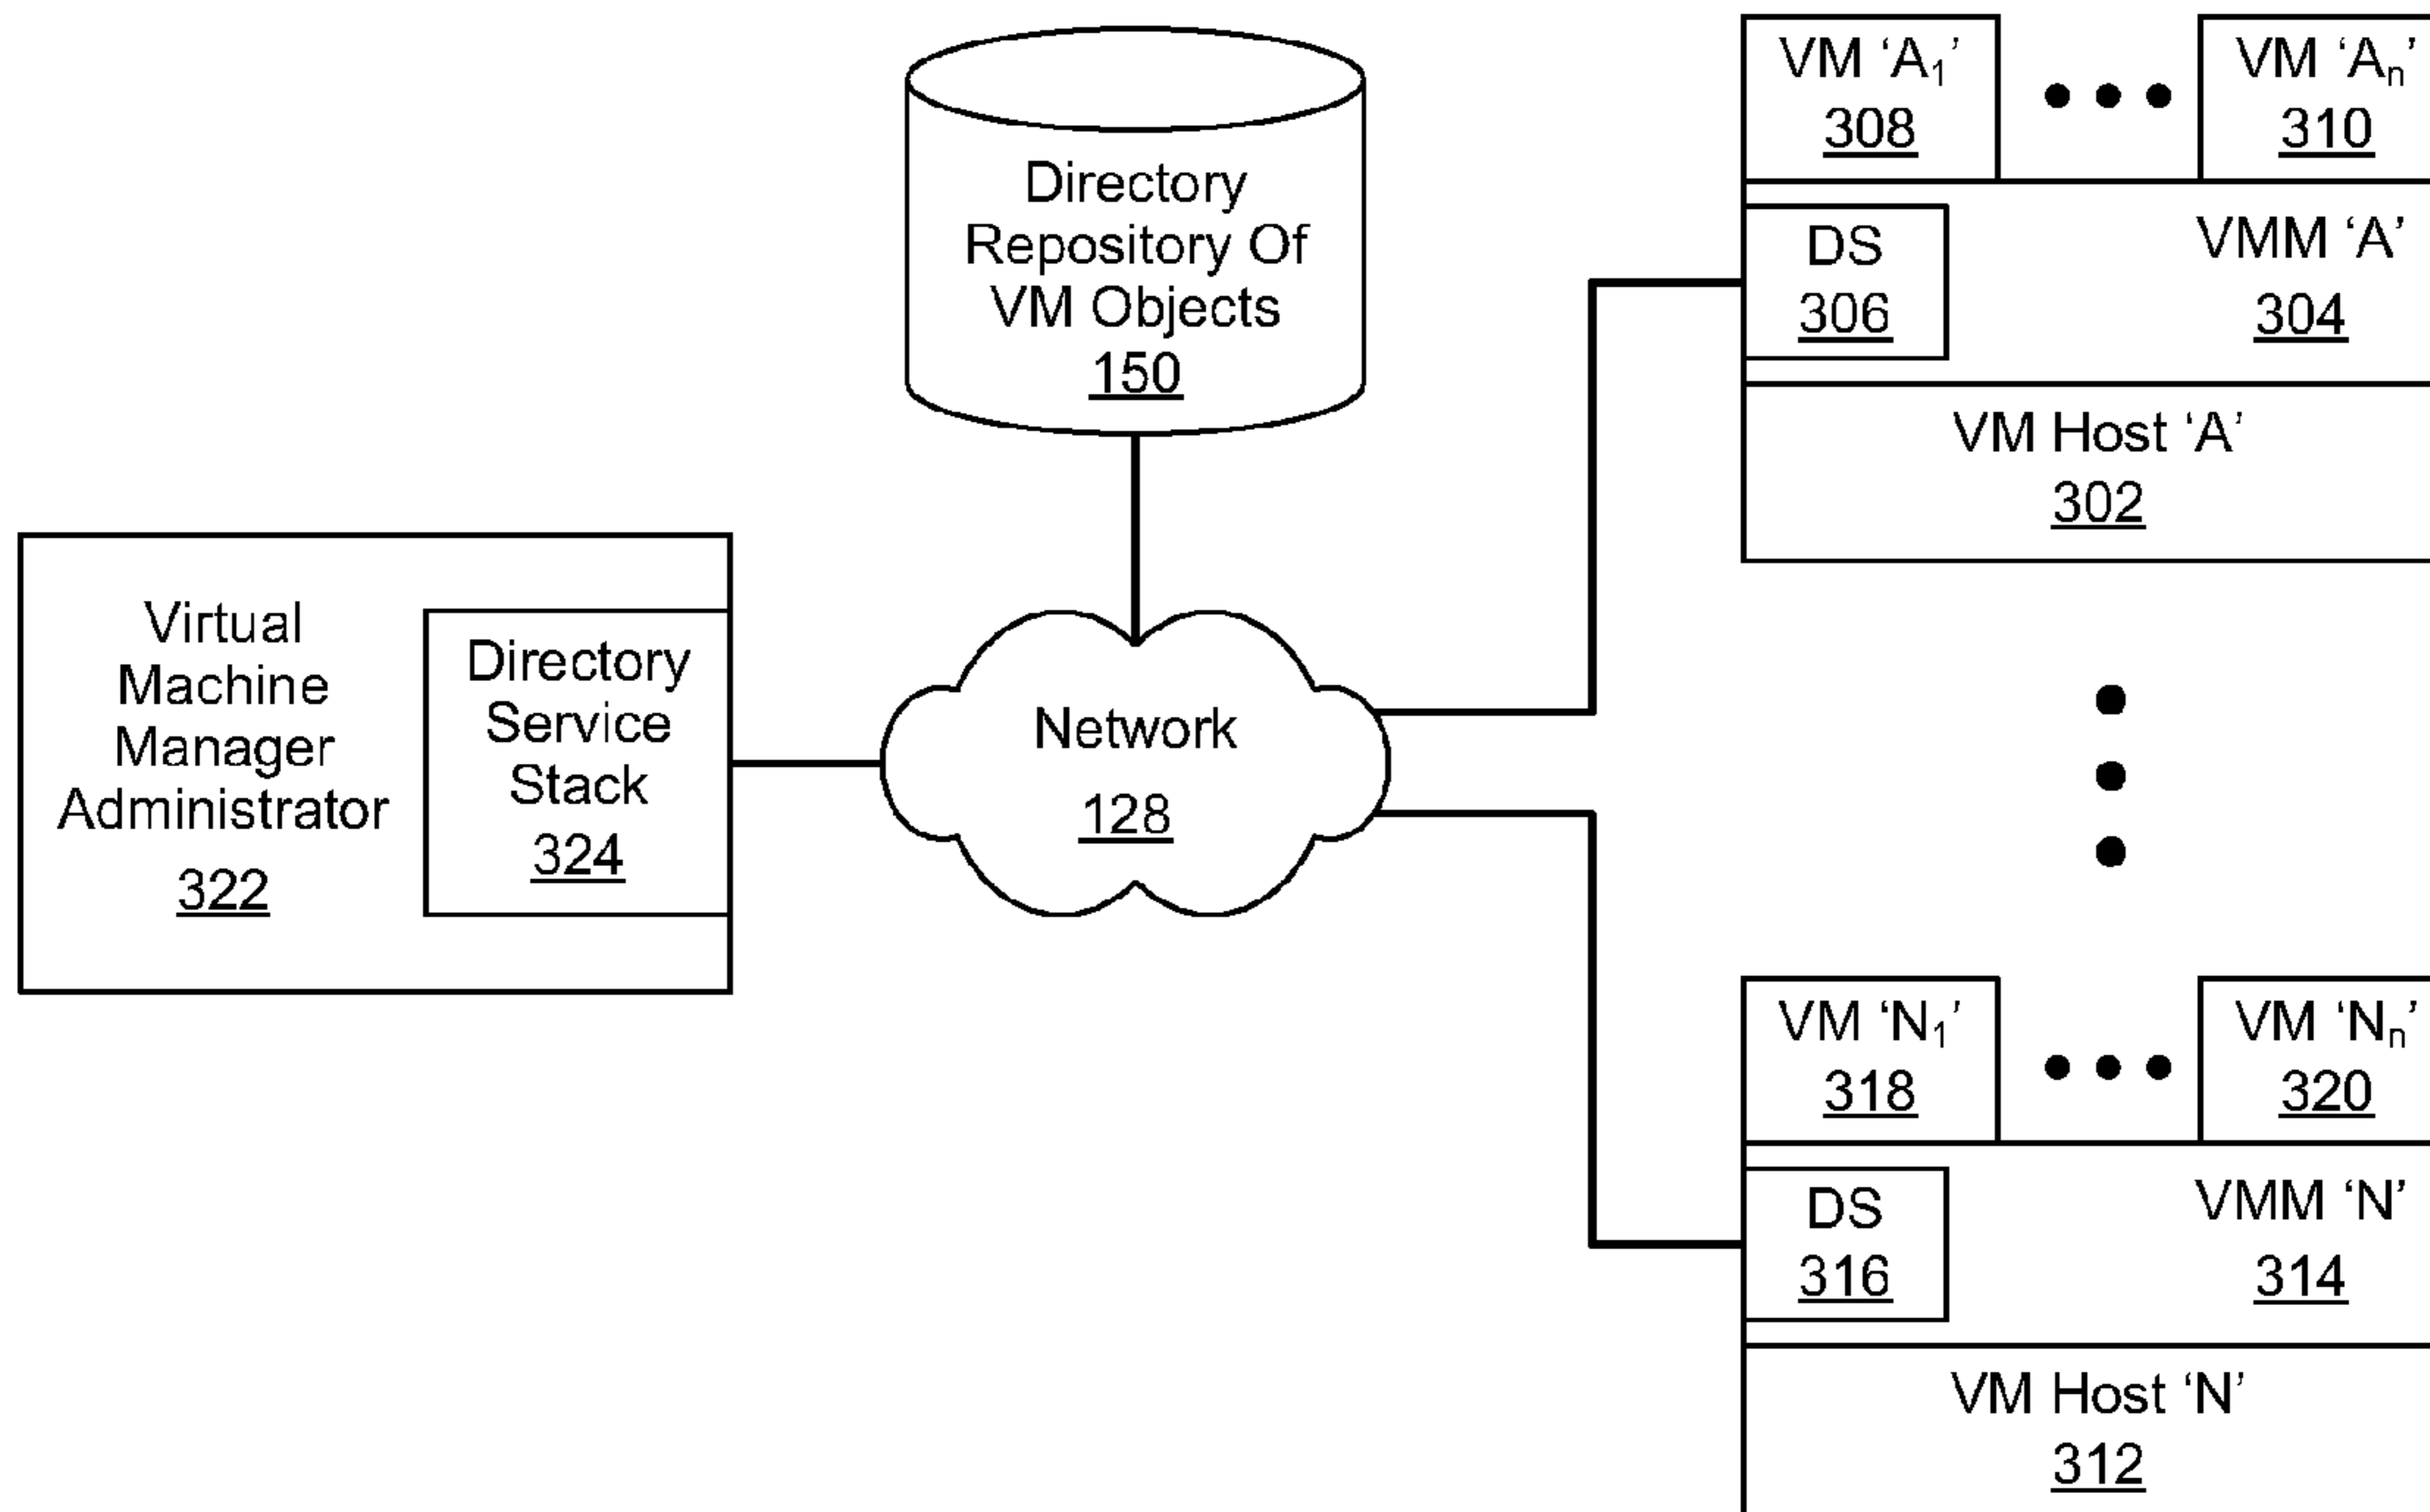 Directory
Repository Of
VM Objects
150
Virtual
Machine
Manager
Administrator
322
Directory
Service
Stack
324
Network
128
VM ‘A₁’
308
VM ‘Aₙ’
310
DS
306
VMM ‘A’
304
VM Host ‘A’
302
VM ‘N₁’
318
VM ‘Nₙ’
320
DS
316
VMM ‘N’
314
VM Host ‘N’
312